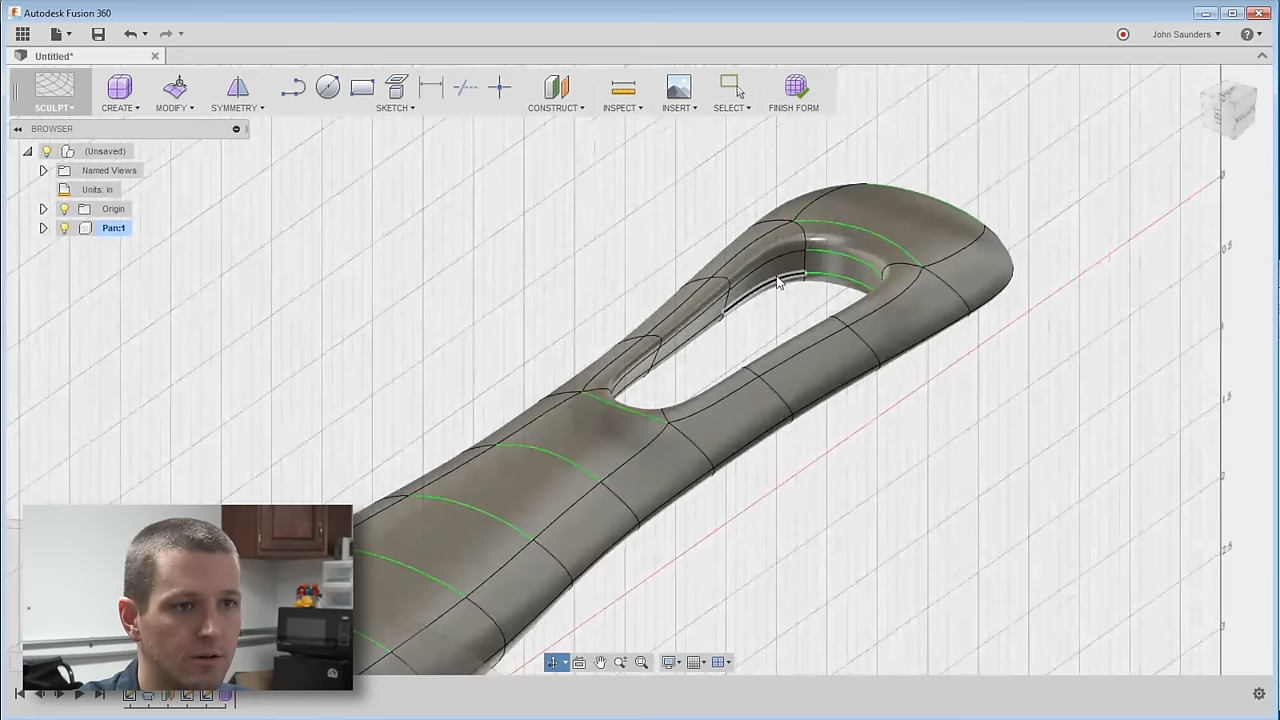 Autodesk Fusion 360
John Saunders
Untitled*
SCULPT
CREATE
MODIFY
SYMMETRY
SKETCH
CONSTRUCT
INSPECT
INSERT
SELECT
FINISH FORM
BROWSER
(Unsaved)
Named Views
Units: in
Origin
Pan:1